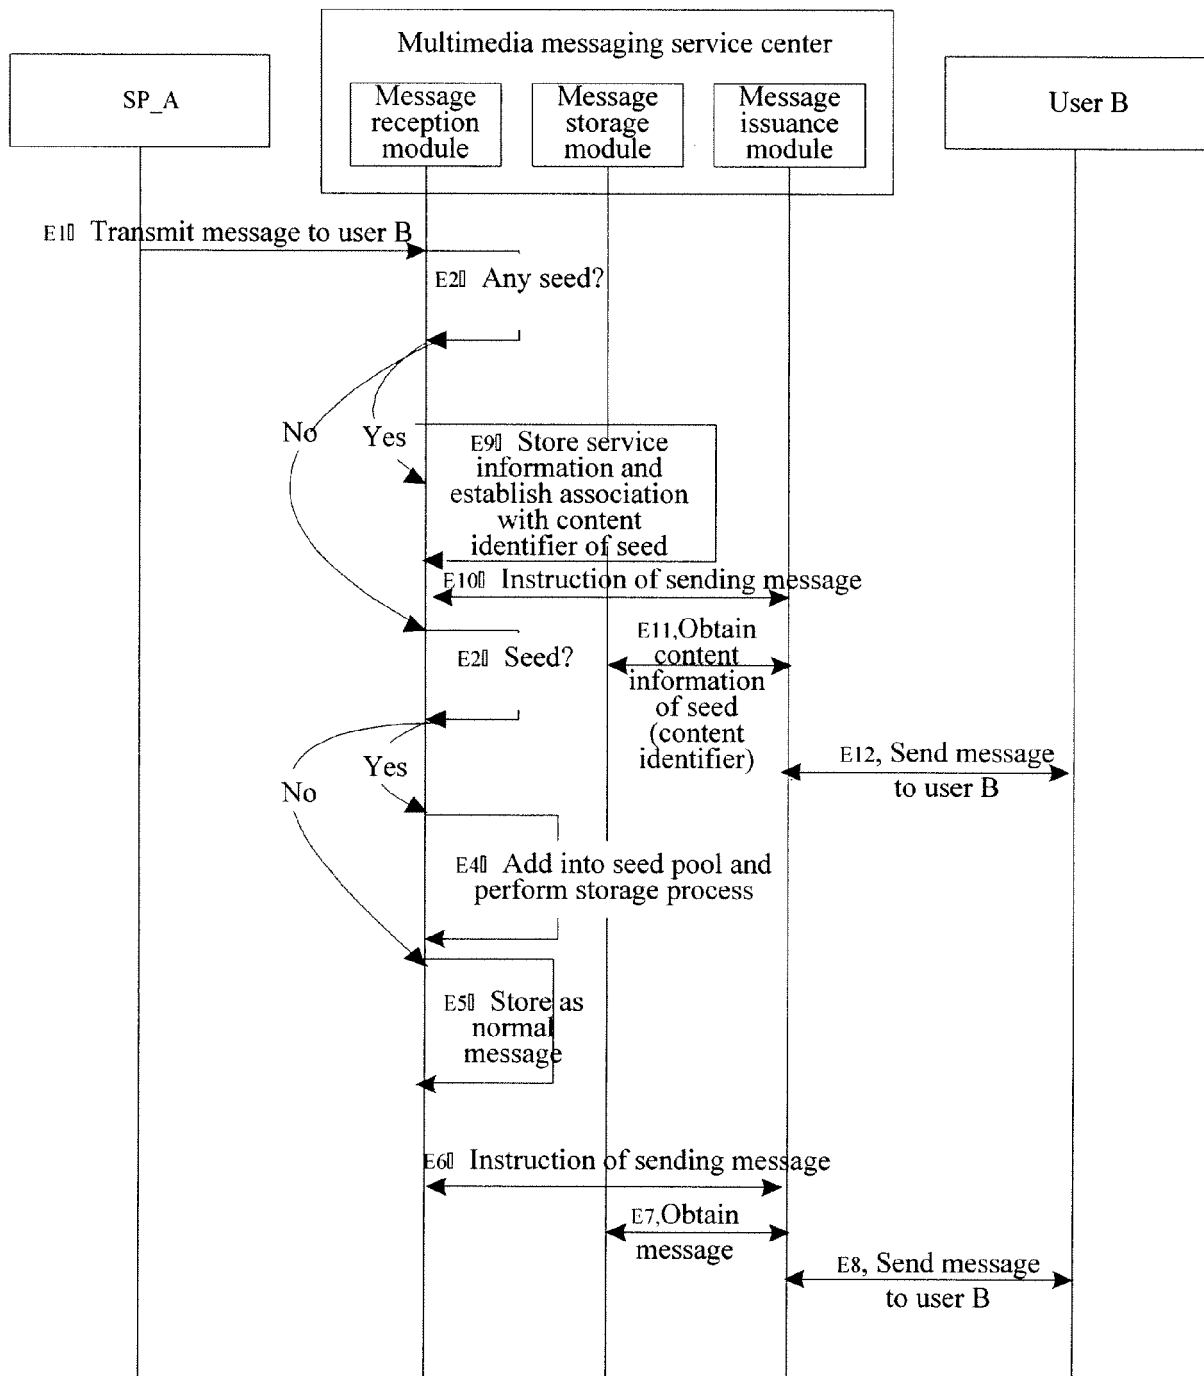 Multimedia messaging service center
SP_A
Message
reception
module
Message
storage
module
Message
issuance
module
User B
E1▯ Transmit message to user B
E2▯ Any seed?
No
Yes
E9▯ Store service
information and
establish association
with content
identifier of seed
E10▯ Instruction of sending message
E11,Obtain
content
information
of seed
(content
identifier)
E2▯ Seed?
Yes
No
E12, Send message
to user B
E4▯ Add into seed pool and
perform storage process
E5▯ Store as
normal
message
E6▯ Instruction of sending message
E7,Obtain
message
E8, Send message
to user B